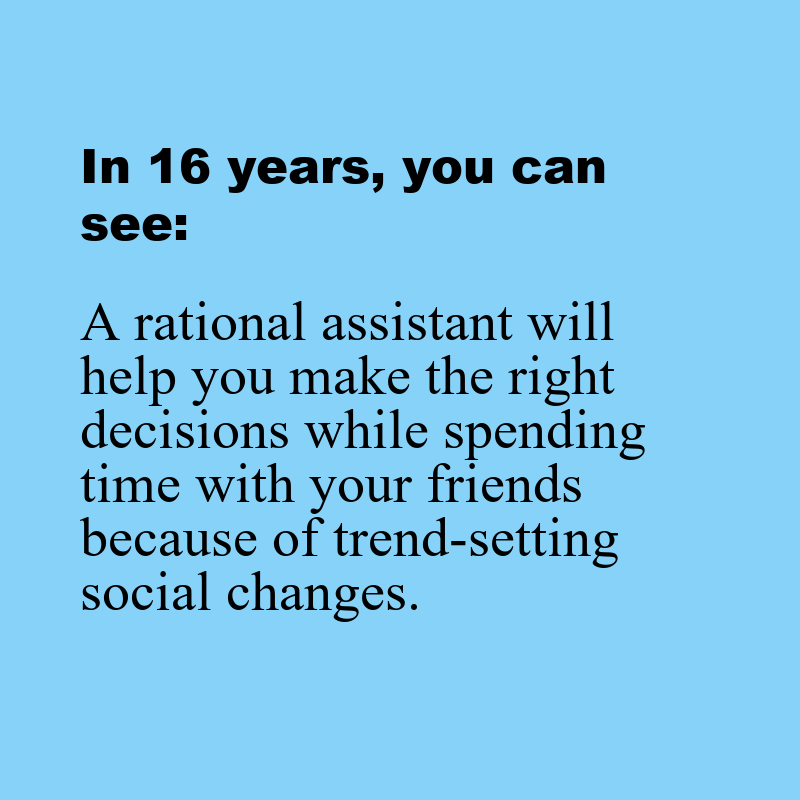 In 16 years, you can
see:
A rational assistant will
help you make the right
decisions while spending
time with your friends
because of trend-setting
social changes.